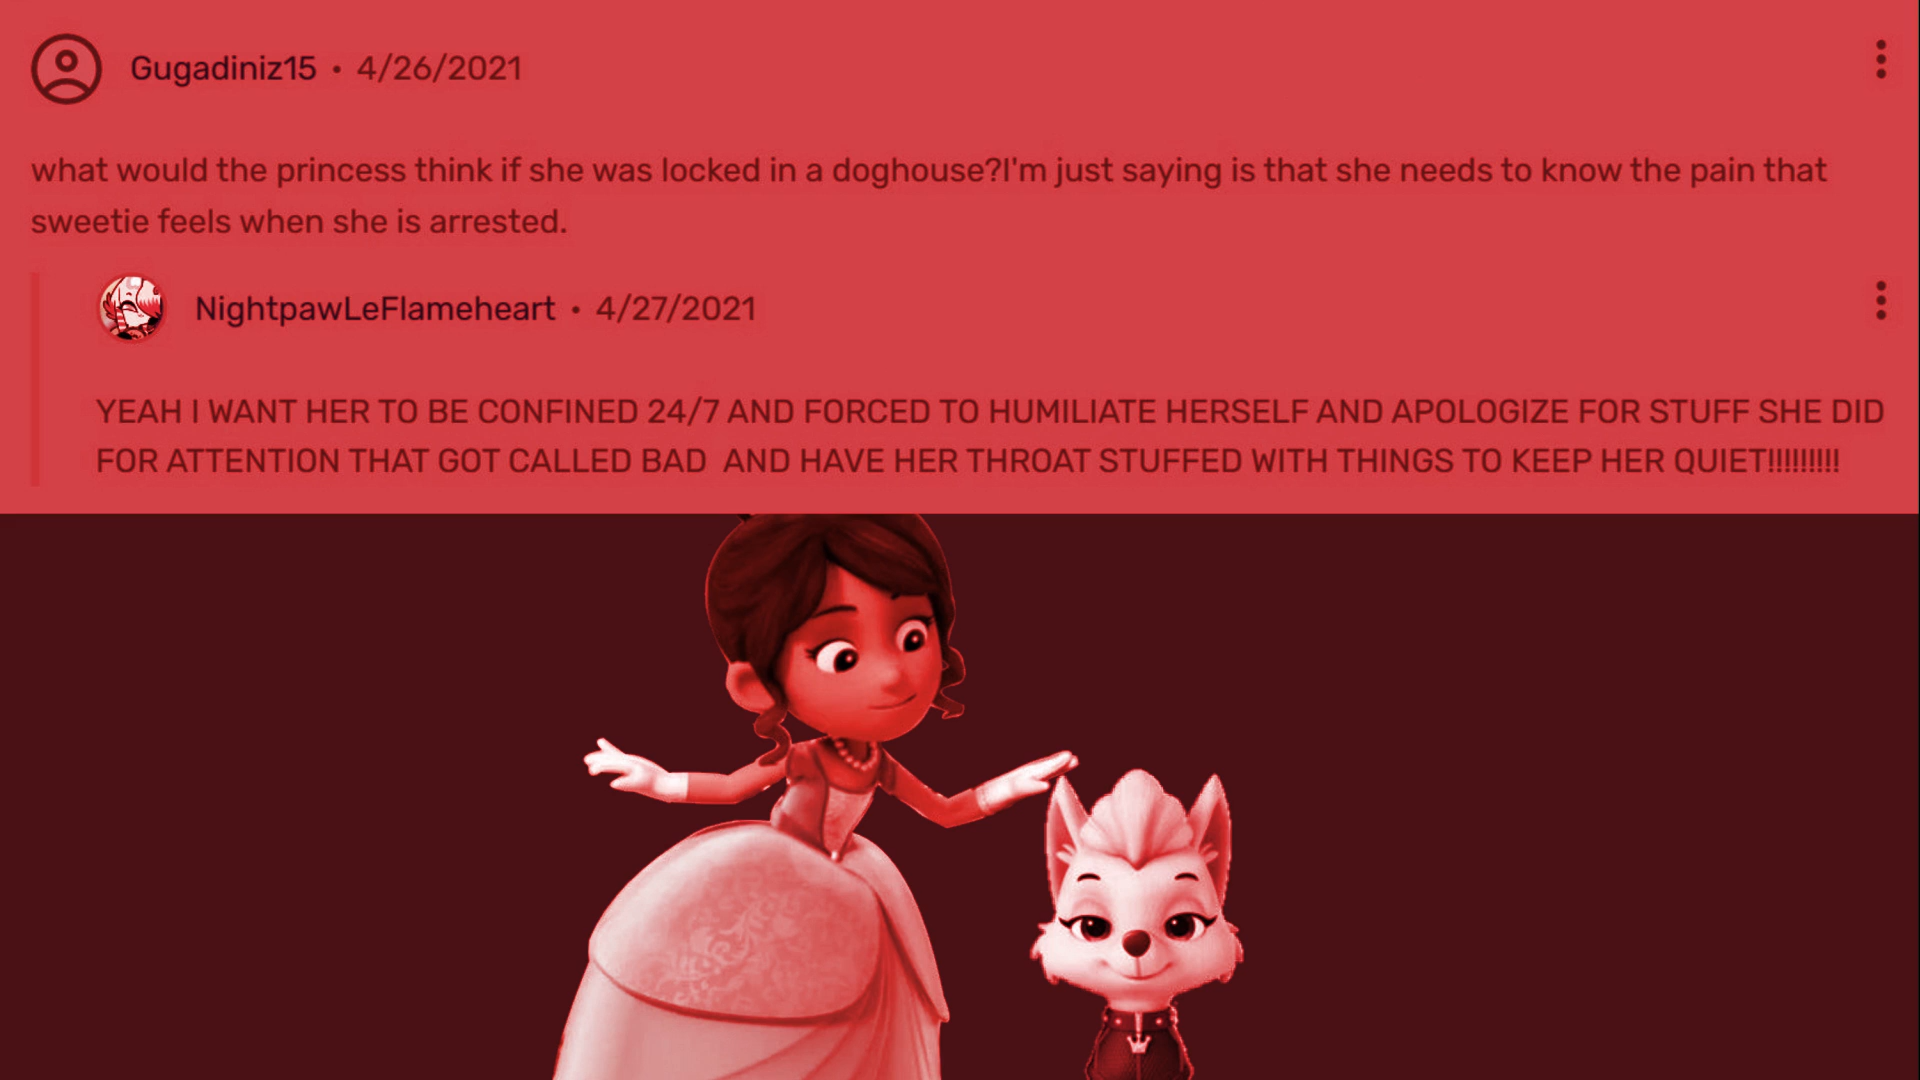 Gugadiniz15 • 4/26/2021
what would the princess think if she was locked in a doghouse?I'm just saying is that she needs to know the pain that
sweetie feels when she is arrested.
NightpawLeFlameheart • 4/27/2021
YEAH I WANT HER TO BE CONFINED 24/7 AND FORCED TO HUMILIATE HERSELF AND APOLOGIZE FOR STUFF SHE DID
FOR ATTENTION THAT GOT CALLED BAD  AND HAVE HER THROAT STUFFED WITH THINGS TO KEEP HER QUIET!!!!!!!!!